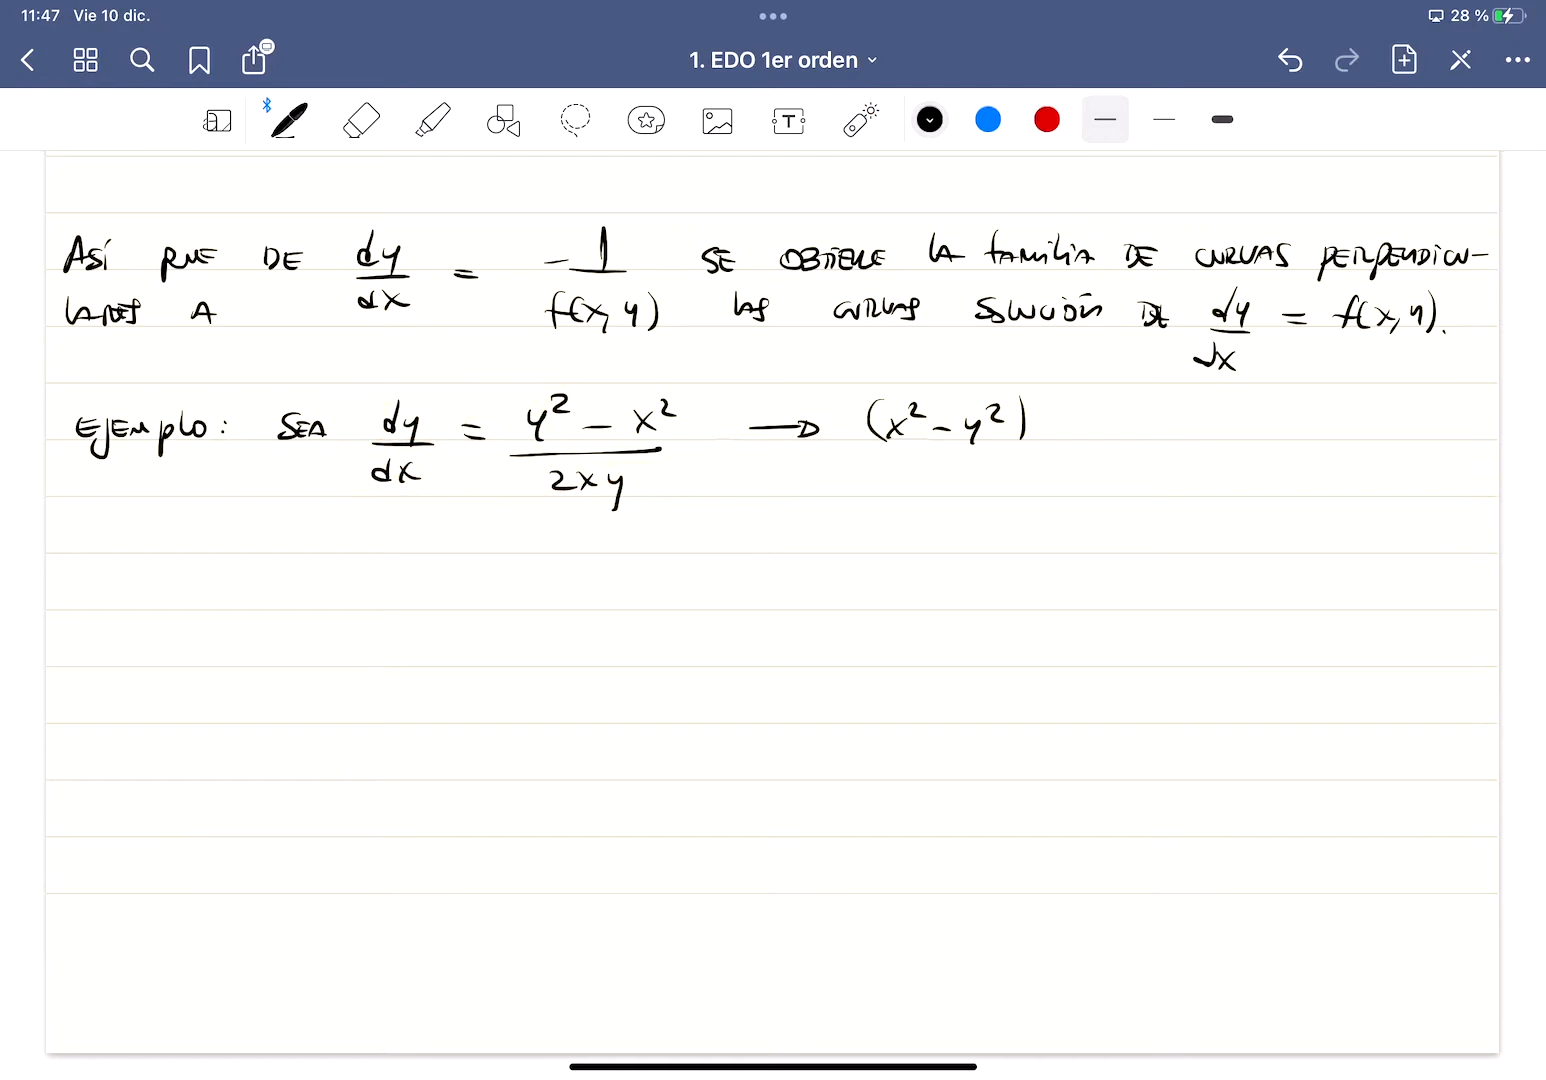 11:47 Vie 10 dic. 28 %
1. EDO 1er orden
T
ASÍ QUE DE dy/dx = -1/f(x,y) SE OBTIENE LA FAMILIA DE CURVAS PERPENDICU-
LARES A LAS CURVAS SOLUCIÓN DE dy/dx = f(x,y).
EJEMPLO: SEA dy/dx = y² - x²/2xy → (x² - y²)